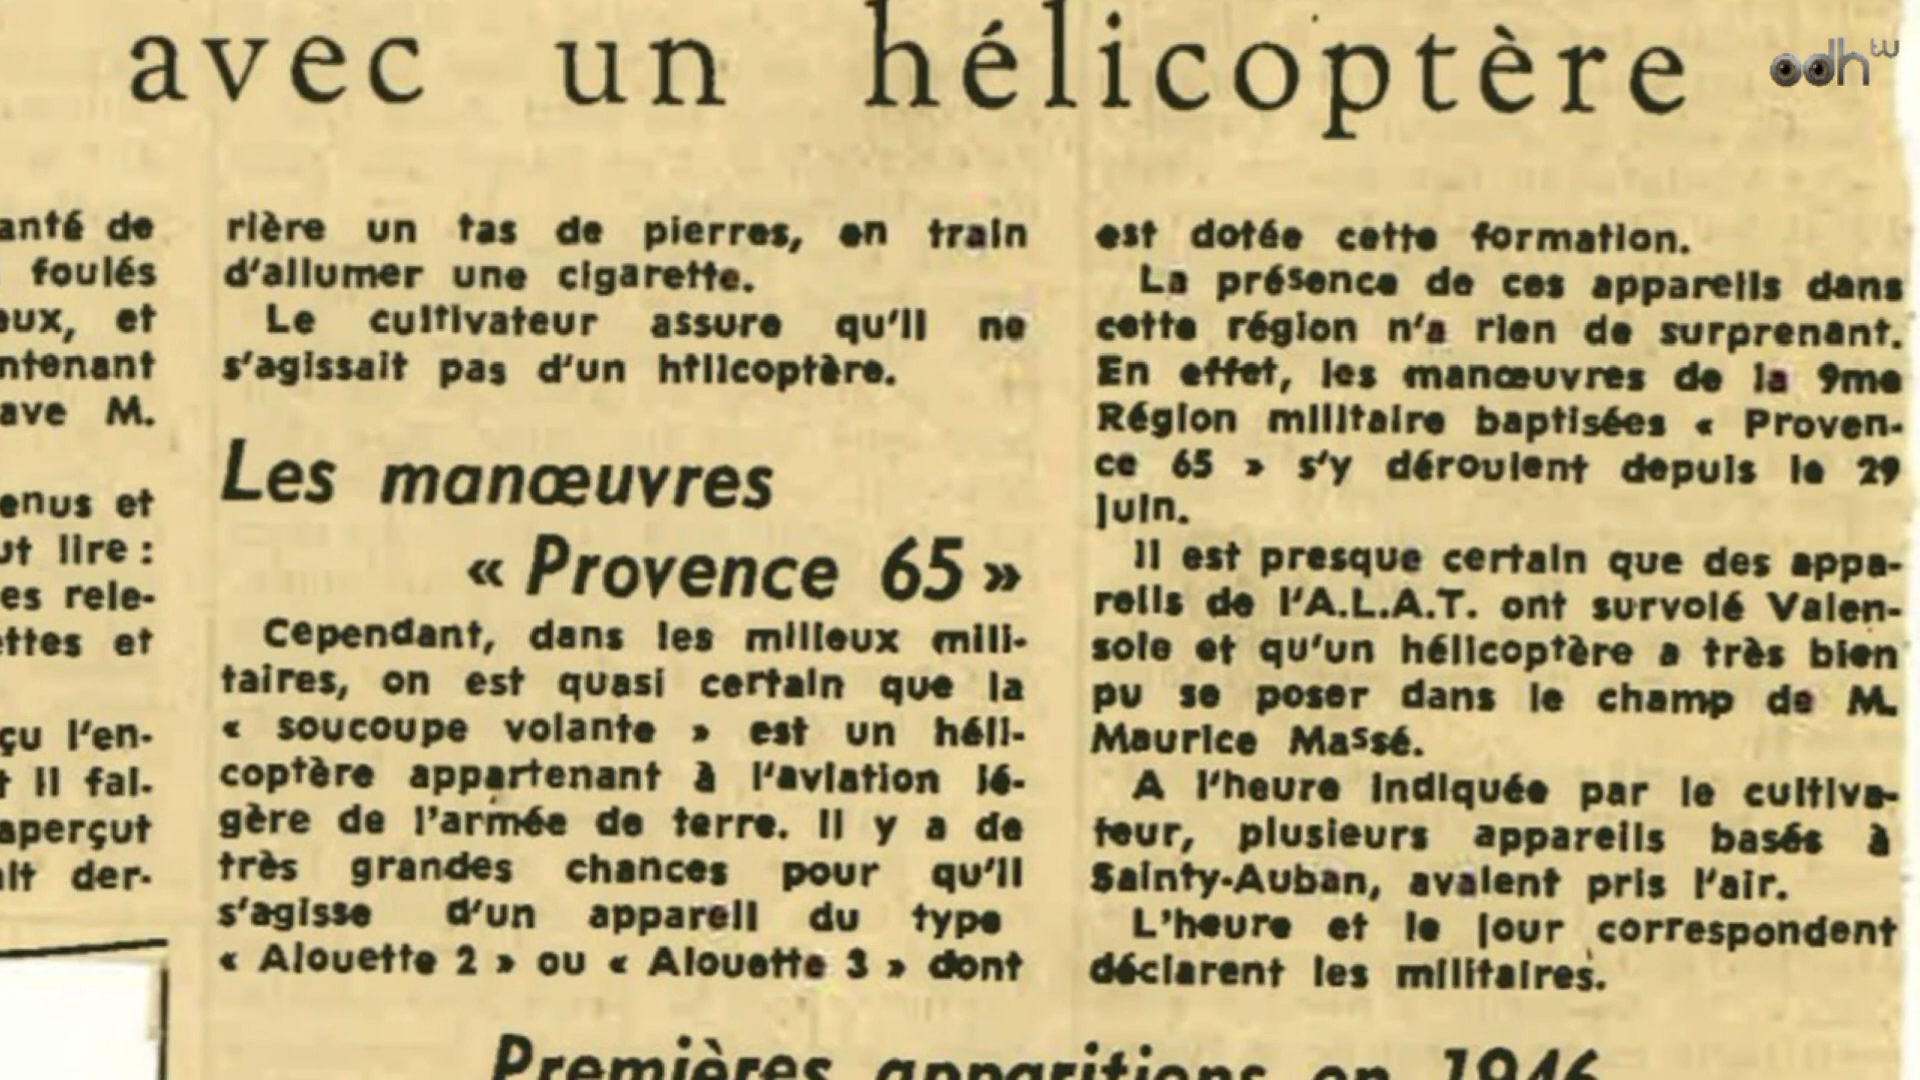 avec un hélicoptère
odhtv
anté de
foulés
eux, et
ntenant
ave M.
enus et
ut lire :
es rele-
ettes et
çu l'en-
t il fal-
aperçut
ait der-
rière un tas de pierres, en train
d'allumer une cigarette.
Le cultivateur assure qu'il ne
s'agissait pas d'un htlicoptère.
Les manœuvres
« Provence 65 »
Cependant, dans les milieux mili-
taires, on est quasi certain que la
« soucoupe volante » est un héli-
coptère appartenant à l'aviation lé-
gère de l'armée de terre. Il y a de
très grandes chances pour qu'il
s'agisse d'un appareil du type
« Alouette 2 » ou « Alouette 3 » dont
est dotée cette formation.
La présence de ces appareils dans
cette région n'a rien de surprenant.
En effet, les manœuvres de la 9me
Région militaire baptisées « Proven-
ce 65 » s'y déroulent depuis le 29
juin.
Il est presque certain que des appa-
reils de l'A.L.A.T. ont survolé Valen-
sole et qu'un hélicoptère a très bien
pu se poser dans le champ de M.
Maurice Massé.
A l'heure indiquée par le cultiva-
teur, plusieurs appareils basés à
Sainty-Auban, avaient pris l'air.
L'heure et le jour correspondent
déclarent les militaires.
Premières apparitions en 1946